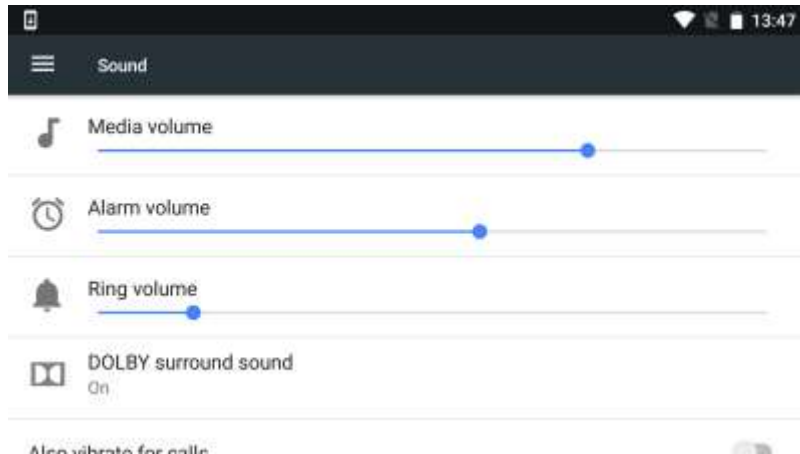 13:47
Sound
Media volume
Alarm volume
Ring volume
DOLBY surround sound
On
Also vibrate for calls